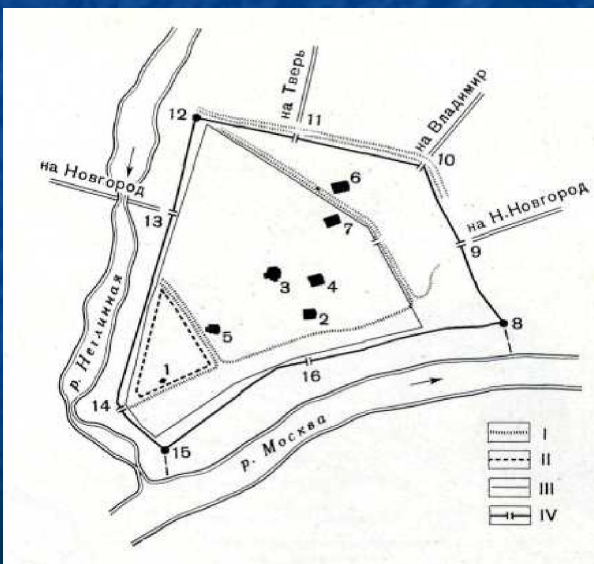 на Тверь
на Владимир
12
11
10
на Новгород
6
13
7
на Н.Новгород
9
3
4
2
8
5
р. Неглинная
1
16
14
15
р. Москва
I
II
III
IV